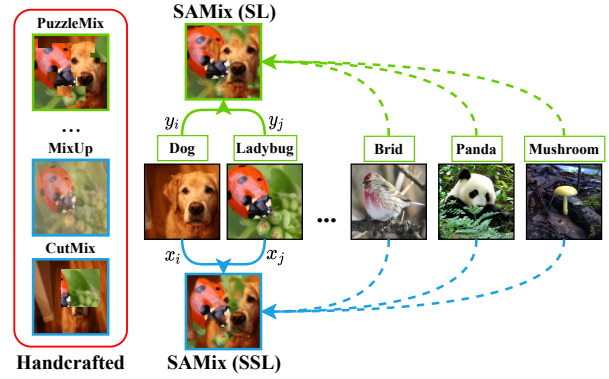 PuzzleMix
...
MixUp
CutMix
Handcrafted
SAMix (SL)
y_i y_j
Dog Ladybug ... Brid Panda Mushroom
x_i x_j
SAMix (SSL)